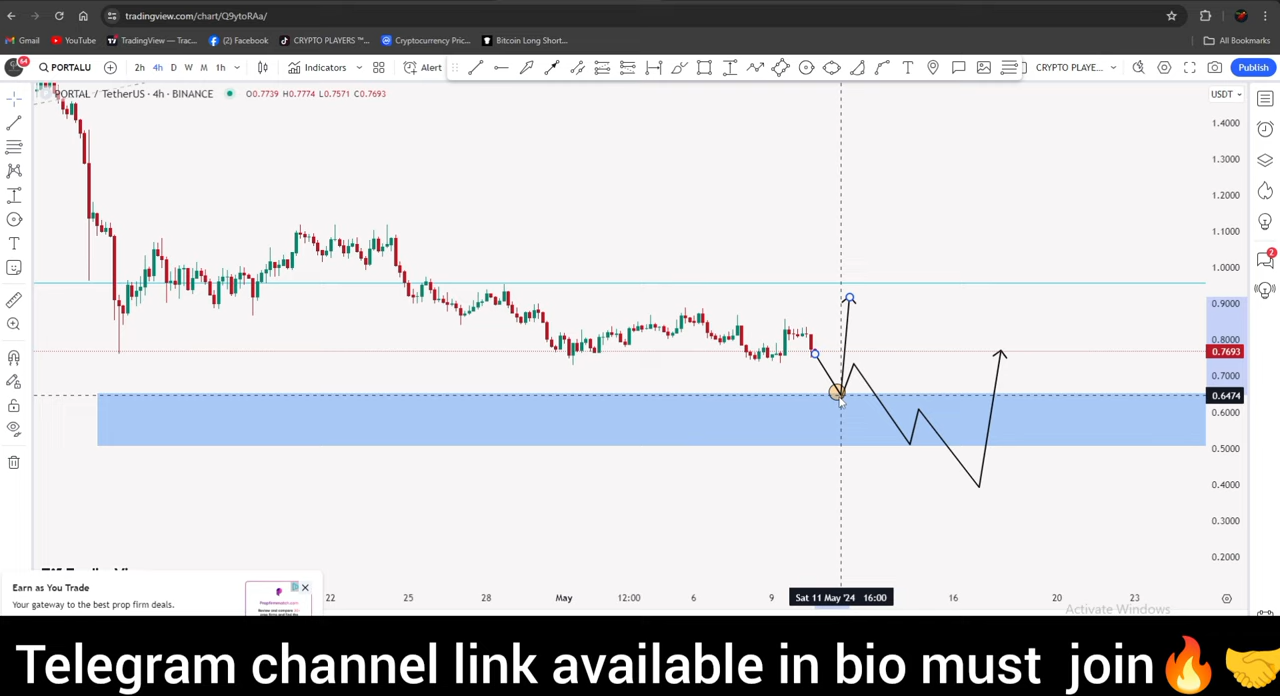 tradingview.com/chart/Q9ytoRAa/
Gmail
YouTube
TradingView — Trac...
(2) Facebook
CRYPTO PLAYERS ™...
Cryptocurrency Pric...
Bitcoin Long Short...
All Bookmarks
64
PORTALU
2h
4h
D
W
M
1h
Indicators
Alert
CRYPTO PLAYE...
Publish
PORTAL / TetherUS · 4h · BINANCE
O0.7739 H0.7774 L0.7571 C0.7693
USDT
1.4000
1.3000
1.2000
1.1000
1.0000
2
0.9000
0.8000
0.7693
0.7000
0.6474
0.6000
0.5000
0.4000
0.3000
0.2000
Earn as You Trade
Your gateway to the best prop firm deals.
22
25
28
May
12:00
6
9
Sat 11 May '24 16:00
16
20
23
Activate Windows
Telegram channel link available in bio must join🔥🤝